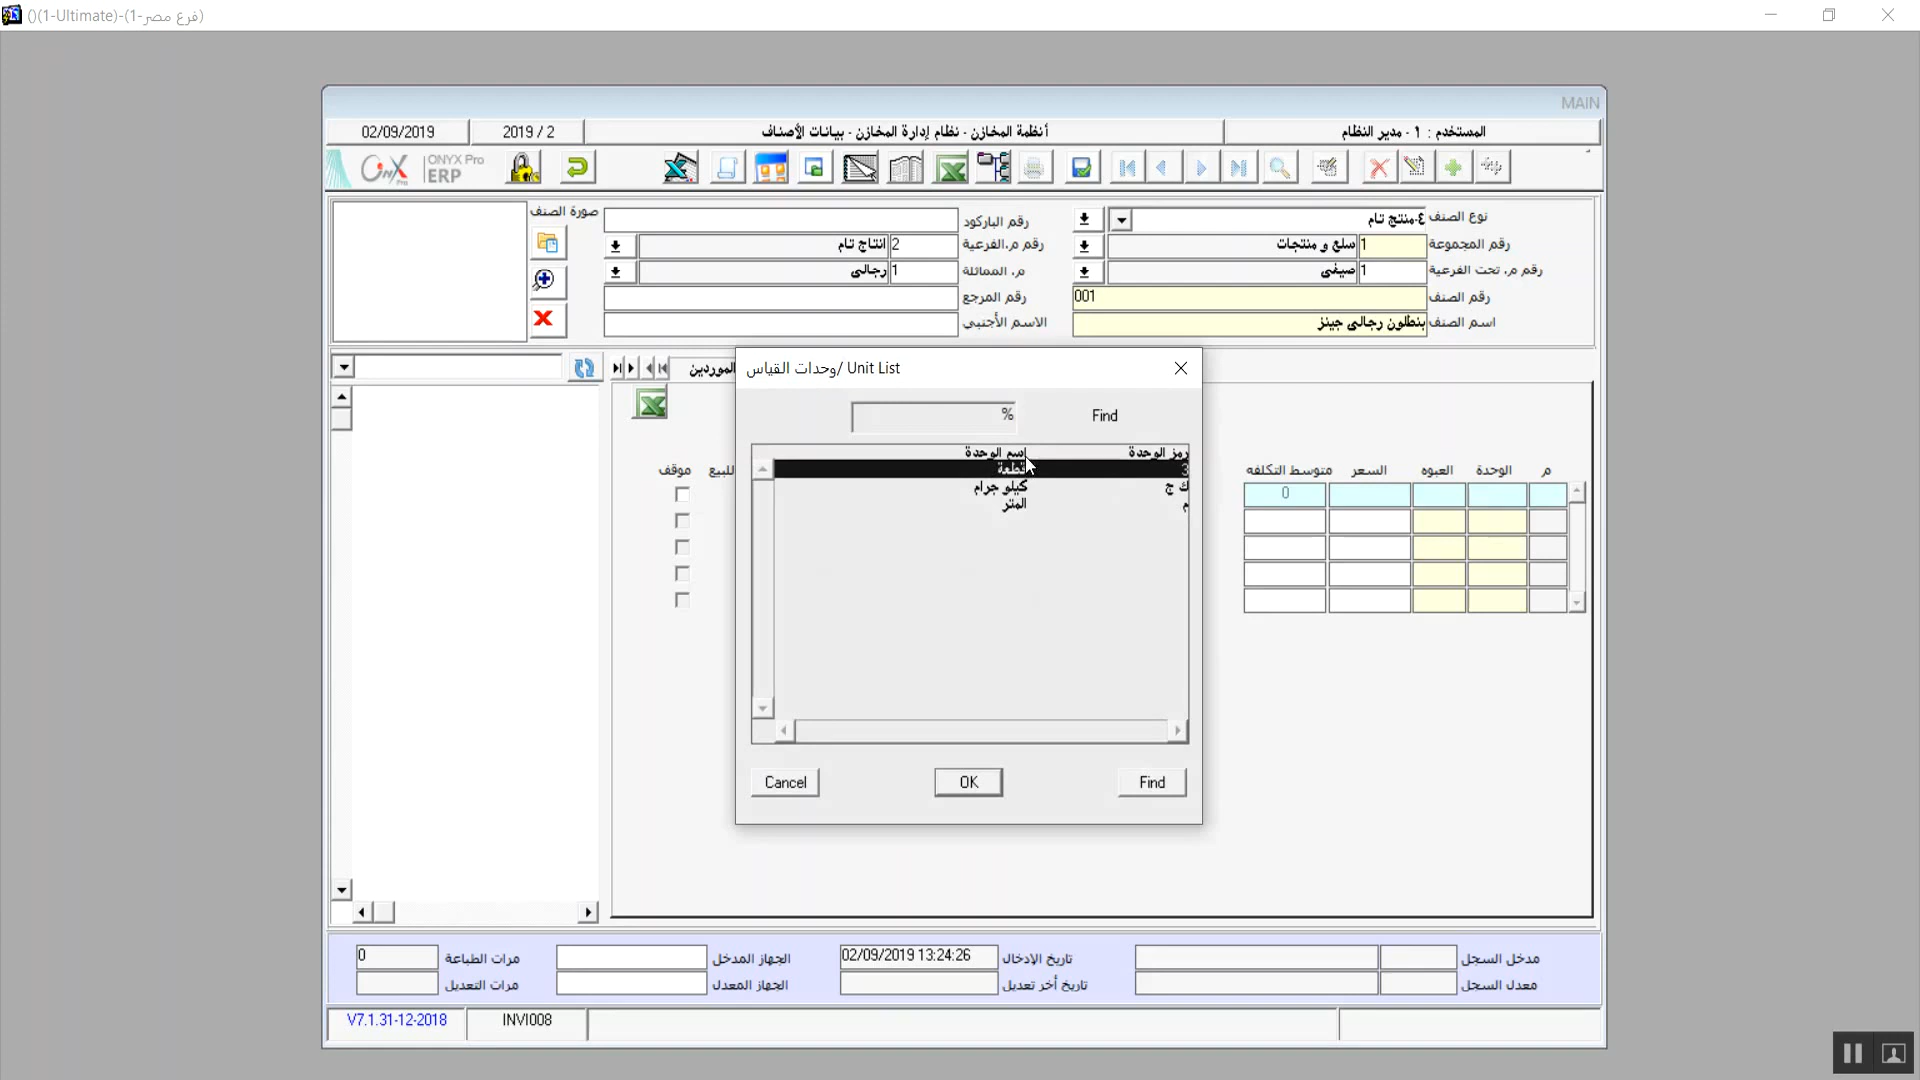 ()(1-Ultimate)-(1-فرع مصر)
MAIN
المستخدم : ١ - مدير النظام
أنظمة المخازن - نظام إدارة المخازن - بيانات الأصناف
2019 / 2
02/09/2019
ONYX Pro
ERP
Onyx Pro
نوع الصنف
٤-منتج تام
رقم الباركود
صورة الصنف
رقم المجموعة
1
سلع و منتجات
رقم م.الفرعية
2
انتاج تام
رقم م. تحت الفرعية
1
صيفى
م. المماثلة
1
رجالى
رقم الصنف
001
رقم المرجع
اسم الصنف
بنطلون رجالى جينز
الاسم الأجنبي
الموردين
وحدات القياس/ Unit List
%
Find
رمز الوحدة
اسم الوحدة
3
قطعة
ك ج
كيلو جرام
م
المتر
Cancel
OK
Find
م
الوحدة
العبوه
السعر
متوسط التكلفه
للبيع
موقف
0
مدخل السجل
تاريخ الإدخال
02/09/2019 13:24:26
الجهاز المدخل
مرات الطباعة
0
معدل السجل
تاريخ أخر تعديل
الجهاز المعدل
مرات التعديل
V7.1.31-12-2018
INVI008